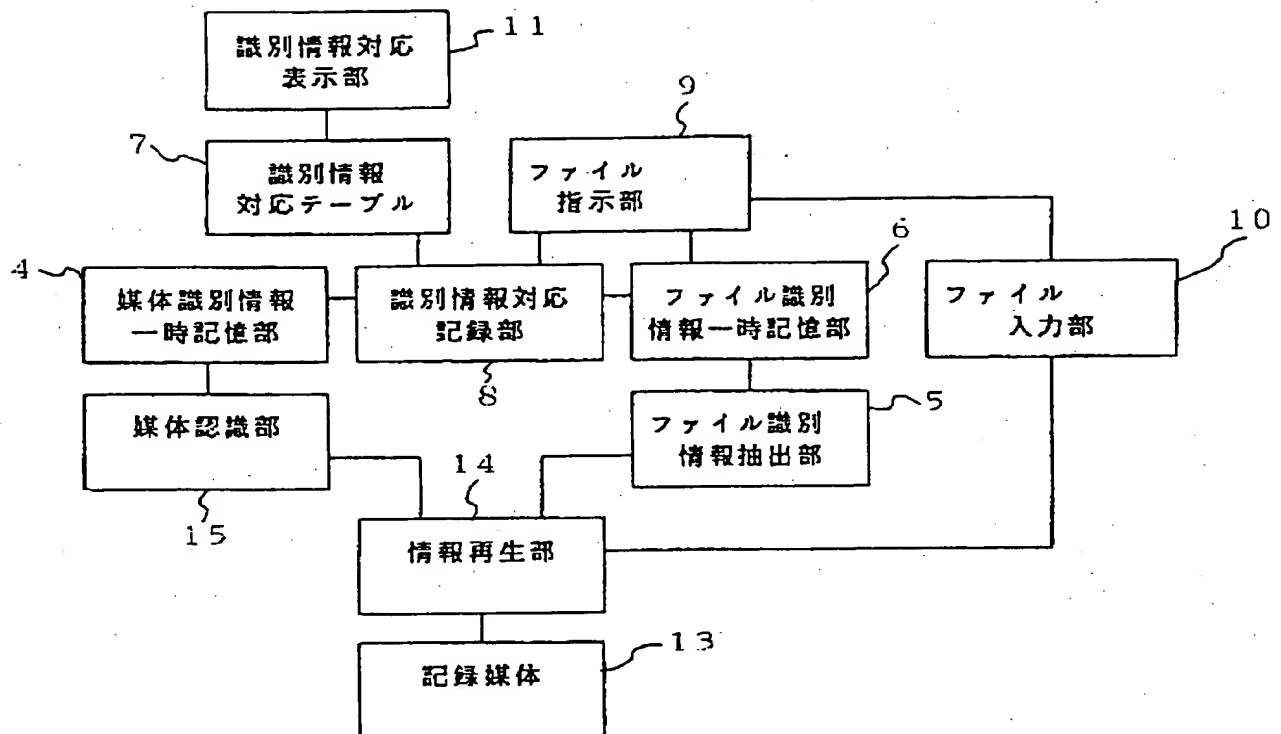 11
識別情報対応
表示部
9
7
識別情報
対応テーブル
ファイル
指示部
6
10
4
媒体識別情報
一時記憶部
識別情報対応
記録部
ファイル識別
情報一時記憶部
ファイル
入力部
8
5
媒体認識部
ファイル識別
情報抽出部
14
15
情報再生部
13
記録媒体